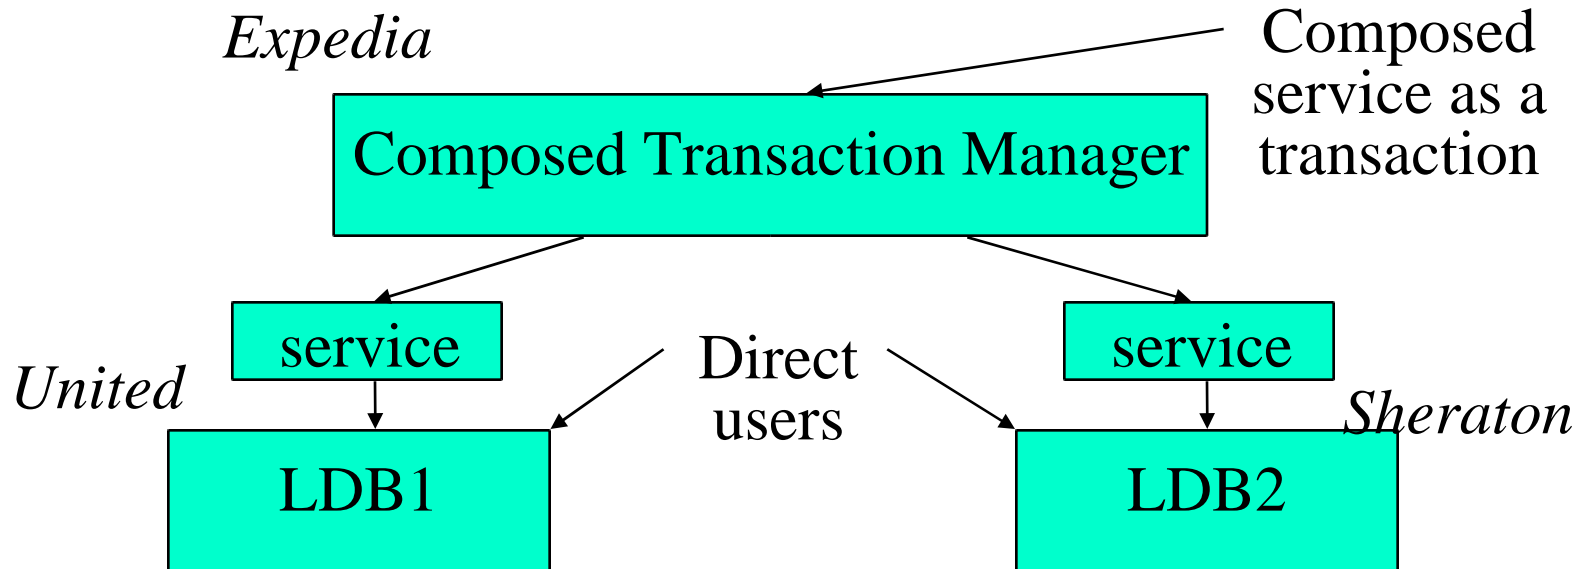 Expedia
Composed
service as a
transaction
Composed Transaction Manager
service
service
Direct
users
United
Sheraton
LDB1
LDB2